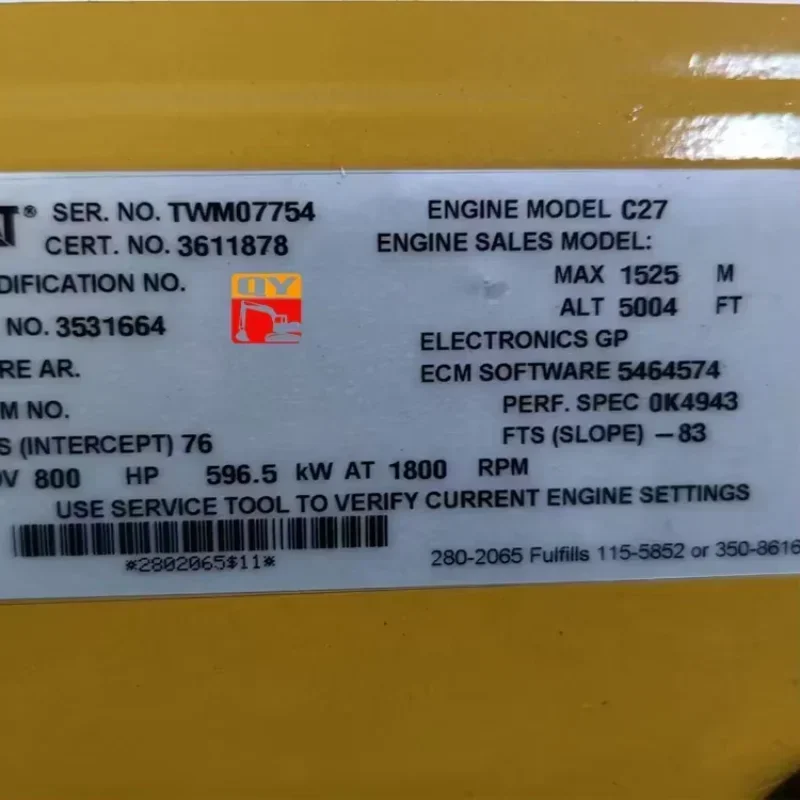 AT® SER. NO. TWM07754 ENGINE MODEL C27
CERT. NO. 3611878 ENGINE SALES MODEL:
DIFICATION NO. MAX 1525 M
QY
NO. 3531664 ALT 5004 FT
ELECTRONICS GP
RE AR. ECM SOFTWARE 5464574
M NO. PERF. SPEC 0K4943
S (INTERCEPT) 76 FTS (SLOPE) -83
OV 800 HP 596.5 kW AT 1800 RPM
USE SERVICE TOOL TO VERIFY CURRENT ENGINE SETTINGS
*2802065$11* 280-2065 Fulfills 115-5852 or 350-8616